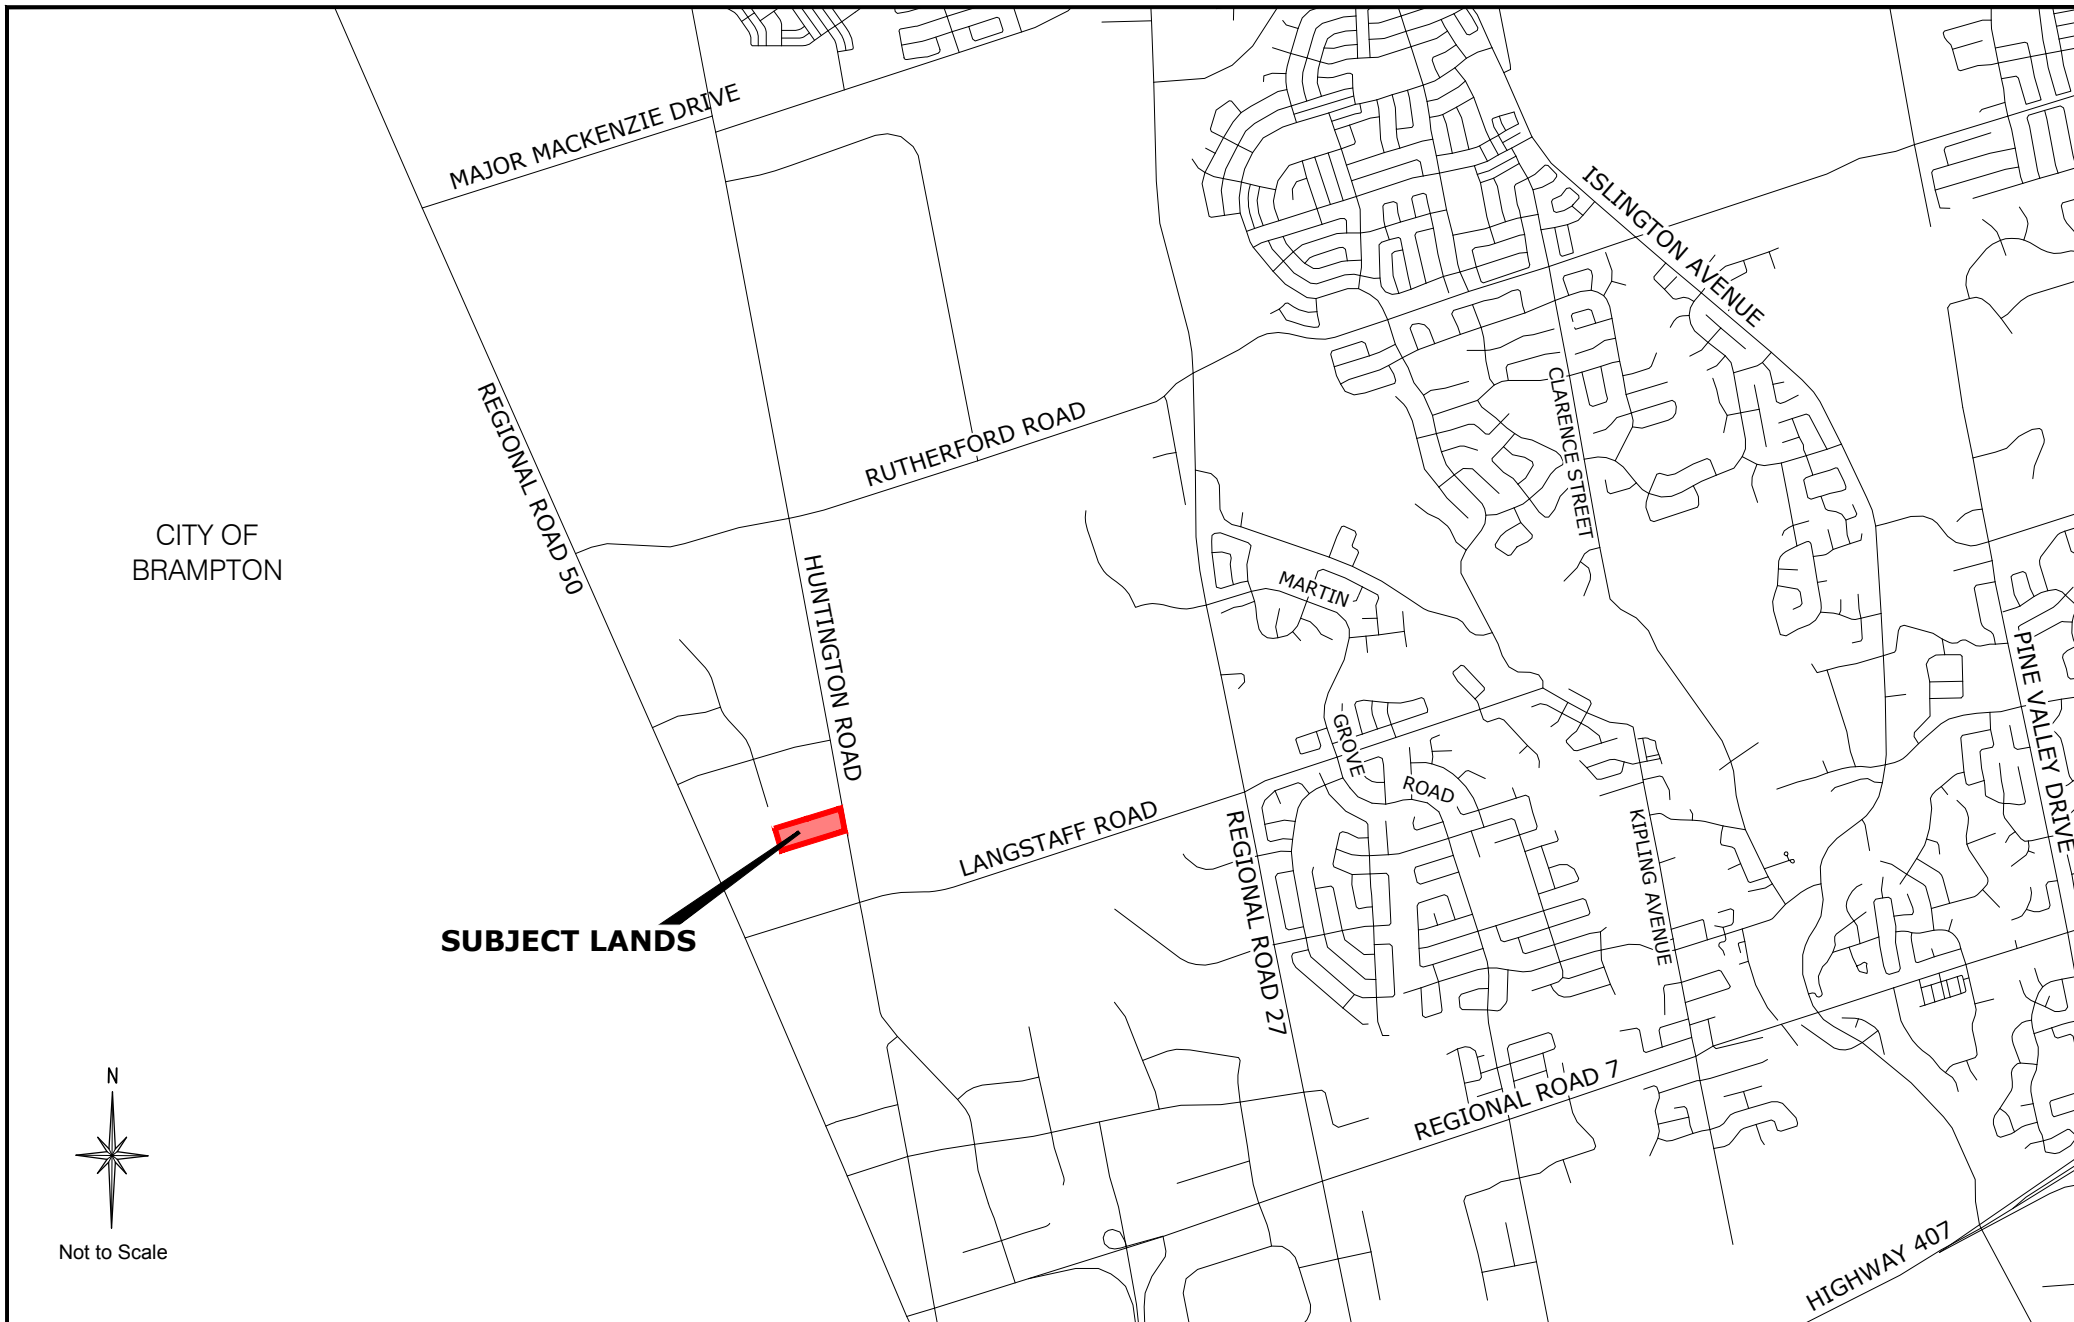 MAJOR MACKENZIE DRIVE
ISLINGTON AVENUE
REGIONAL ROAD 50
RUTHERFORD ROAD
CLARENCE STREET
CITY OF
BRAMPTON
HUNTINGTON ROAD
MARTIN
GROVE
ROAD
PINE VALLEY DRIVE
LANGSTAFF ROAD
REGIONAL ROAD 27
KIPLING AVENUE
SUBJECT LANDS
REGIONAL ROAD 7
N
Not to Scale
HIGHWAY 407